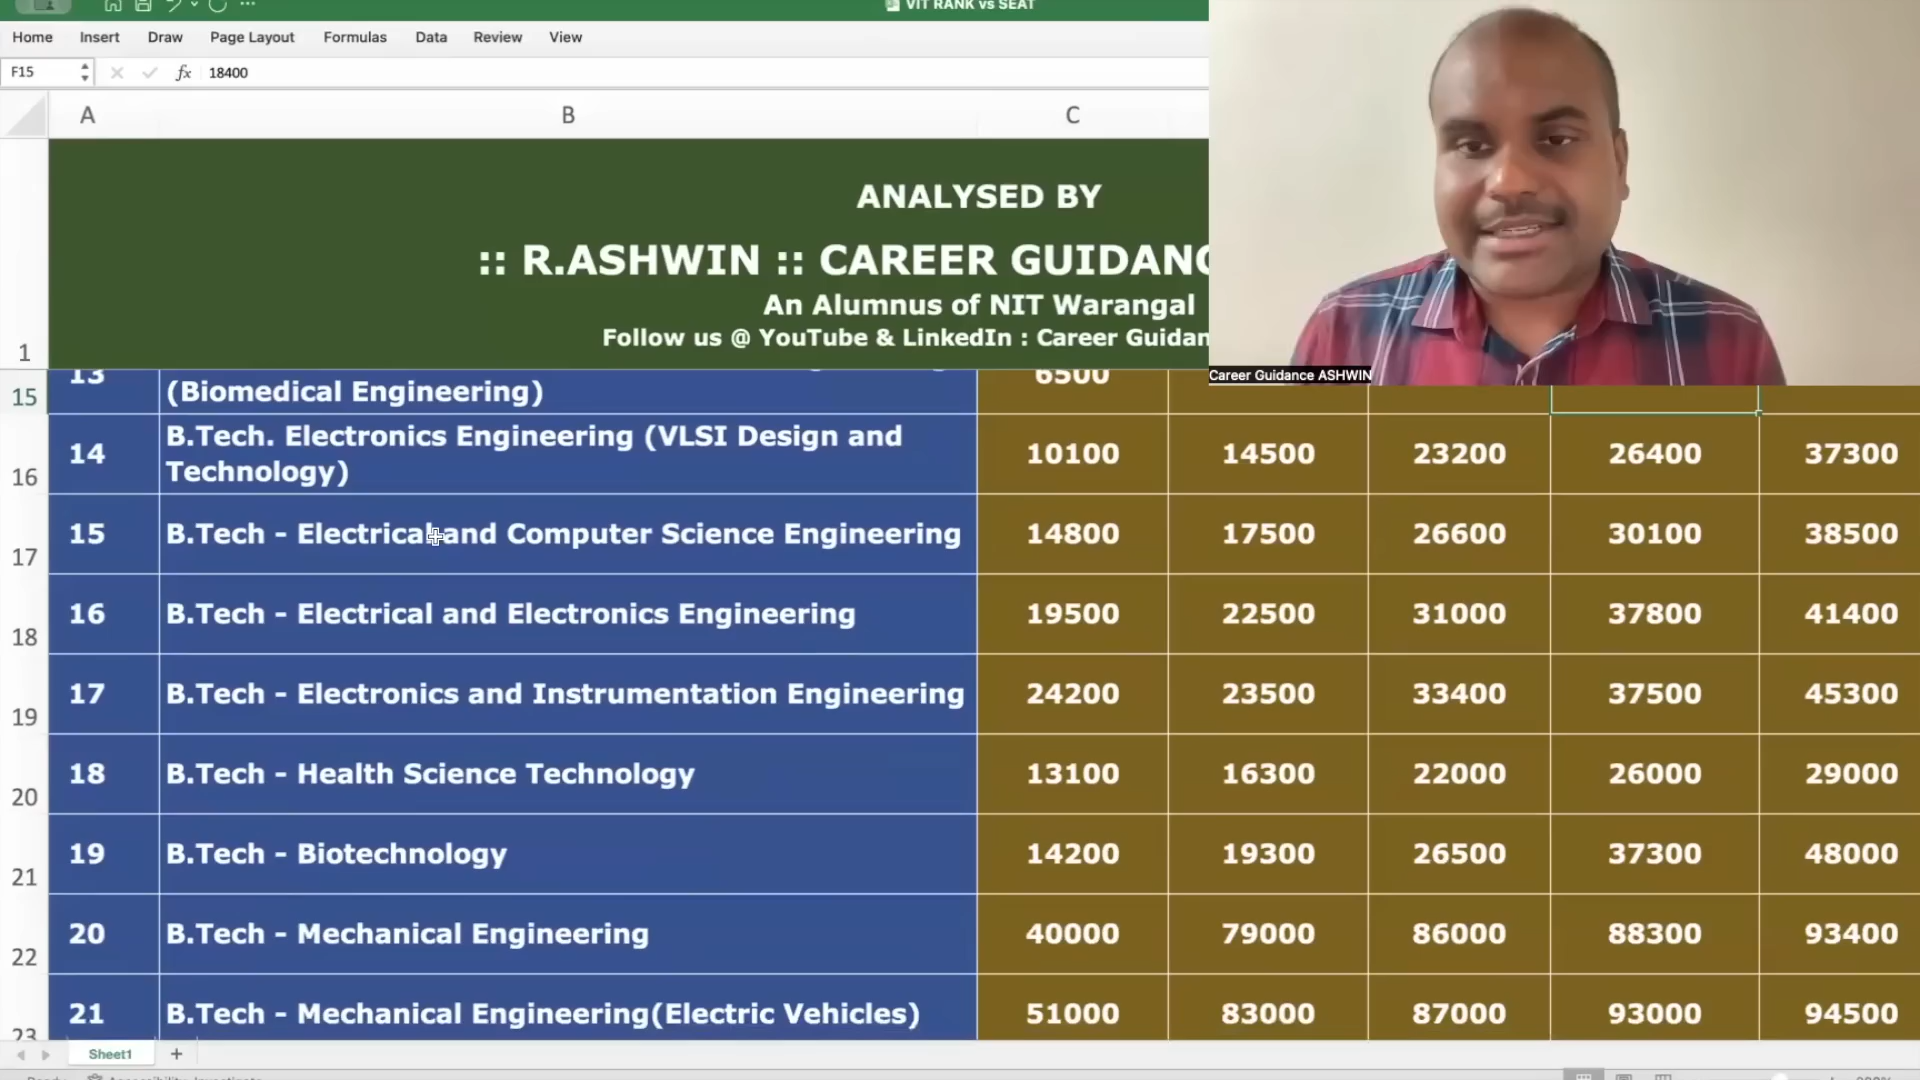 VIT RANK vs SEAT
Home Insert Draw Page Layout Formulas Data Review View
F15 fx 18400
A B C
ANALYSED BY
:: R.ASHWIN :: CAREER
An Alumnus of NIT Warangal
Follow us @ YouTube & LinkedIn : Career
1
Career Guidance ASHWIN
15 13 (Biomedical Engineering) 6500
16 14 B.Tech. Electronics Engineering (VLSI Design and
Technology) 10100 14500 23200 26400 37300
17 15 B.Tech - Electrical and Computer Science Engineering 14800 17500 26600 30100 38500
18 16 B.Tech - Electrical and Electronics Engineering 19500 22500 31000 37800 41400
19 17 B.Tech - Electronics and Instrumentation Engineering 24200 23500 33400 37500 45300
20 18 B.Tech - Health Science Technology 13100 16300 22000 26000 29000
21 19 B.Tech - Biotechnology 14200 19300 26500 37300 48000
22 20 B.Tech - Mechanical Engineering 40000 79000 86000 88300 93400
23 21 B.Tech - Mechanical Engineering(Electric Vehicles) 51000 83000 87000 93000 94500
Sheet1 +